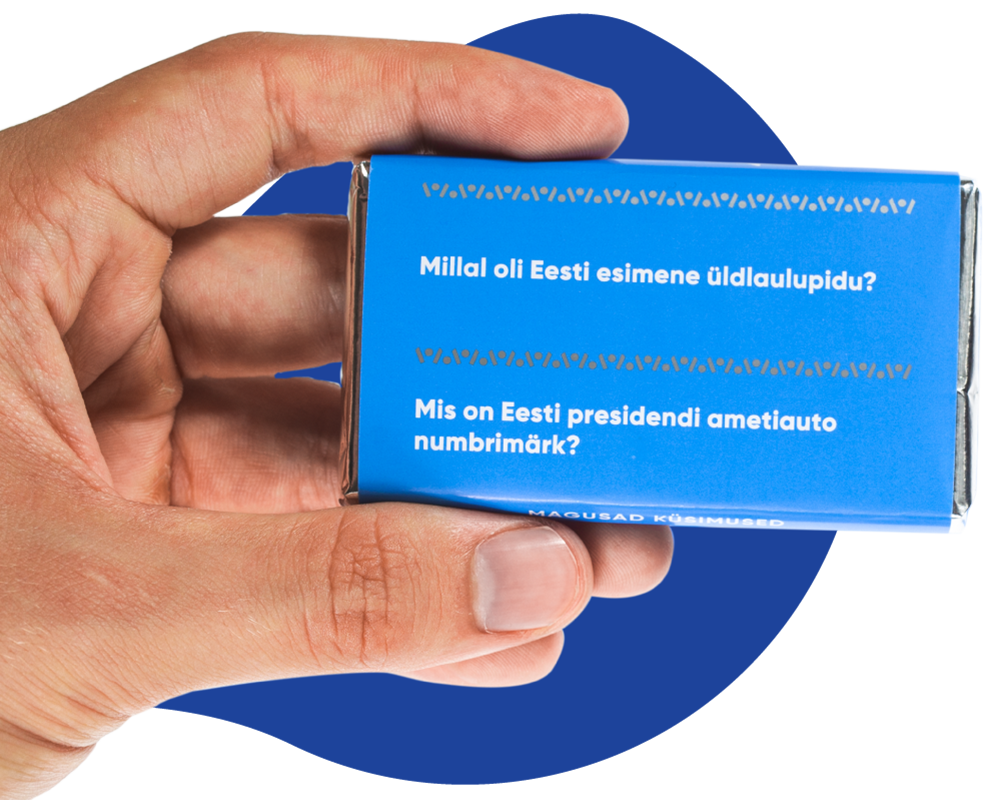 Millal oli Eesti esimene üldlaulupidu?
Mis on Eesti presidendi ametiauto
numbrimärk?
MAGUSAD KÜSIMUSED